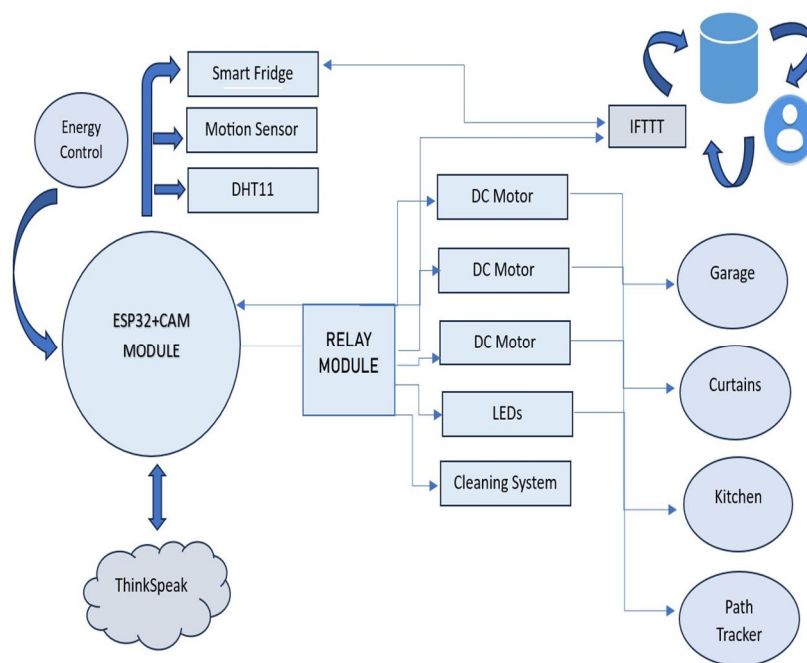 Smart Fridge
Energy
Control
Motion Sensor
IFTTT
DHT11
DC Motor
DC Motor
Garage
ESP32+CAM
MODULE
RELAY
MODULE
DC Motor
Curtains
LEDs
Cleaning System
Kitchen
ThinkSpeak
Path
Tracker